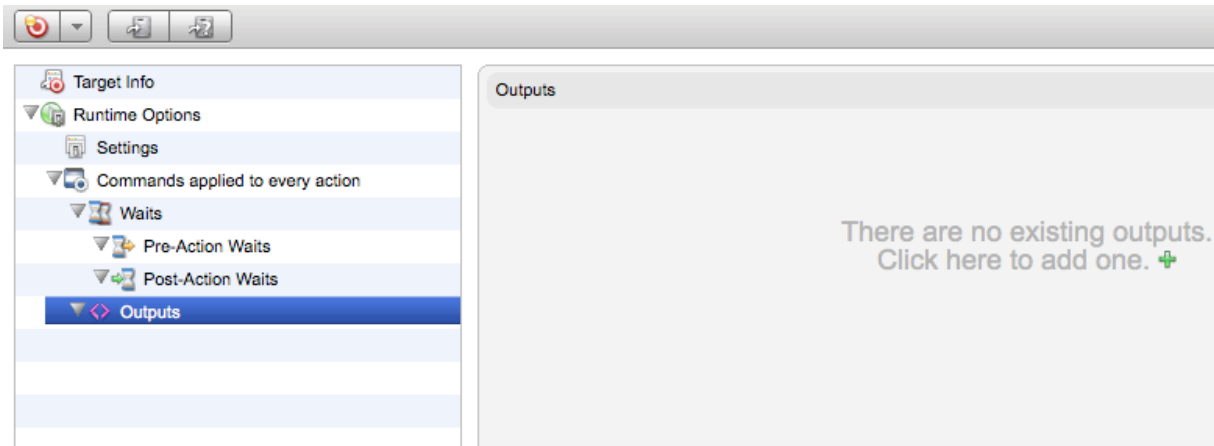 Target Info
Runtime Options
Settings
Commands applied to every action
Waits
Pre-Action Waits
Post-Action Waits
Outputs
Outputs
There are no existing outputs.
Click here to add one.